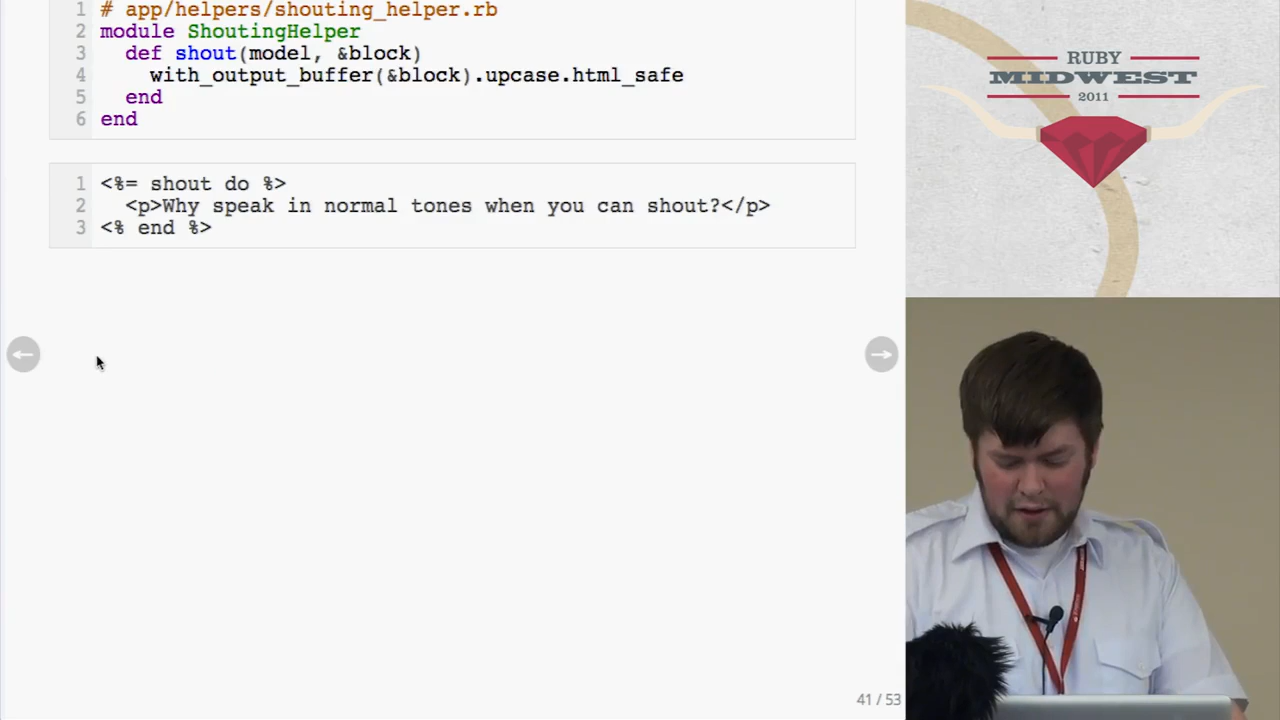 1 # app/helpers/shouting_helper.rb
2 module ShoutingHelper
3 def shout(model, &block)
4 with_output_buffer(&block).upcase.html_safe
5 end
6 end
1 <%= shout do %>
2 <p>Why speak in normal tones when you can shout?</p>
3 <% end %>
41 / 53
RUBY
MIDWEST
2011